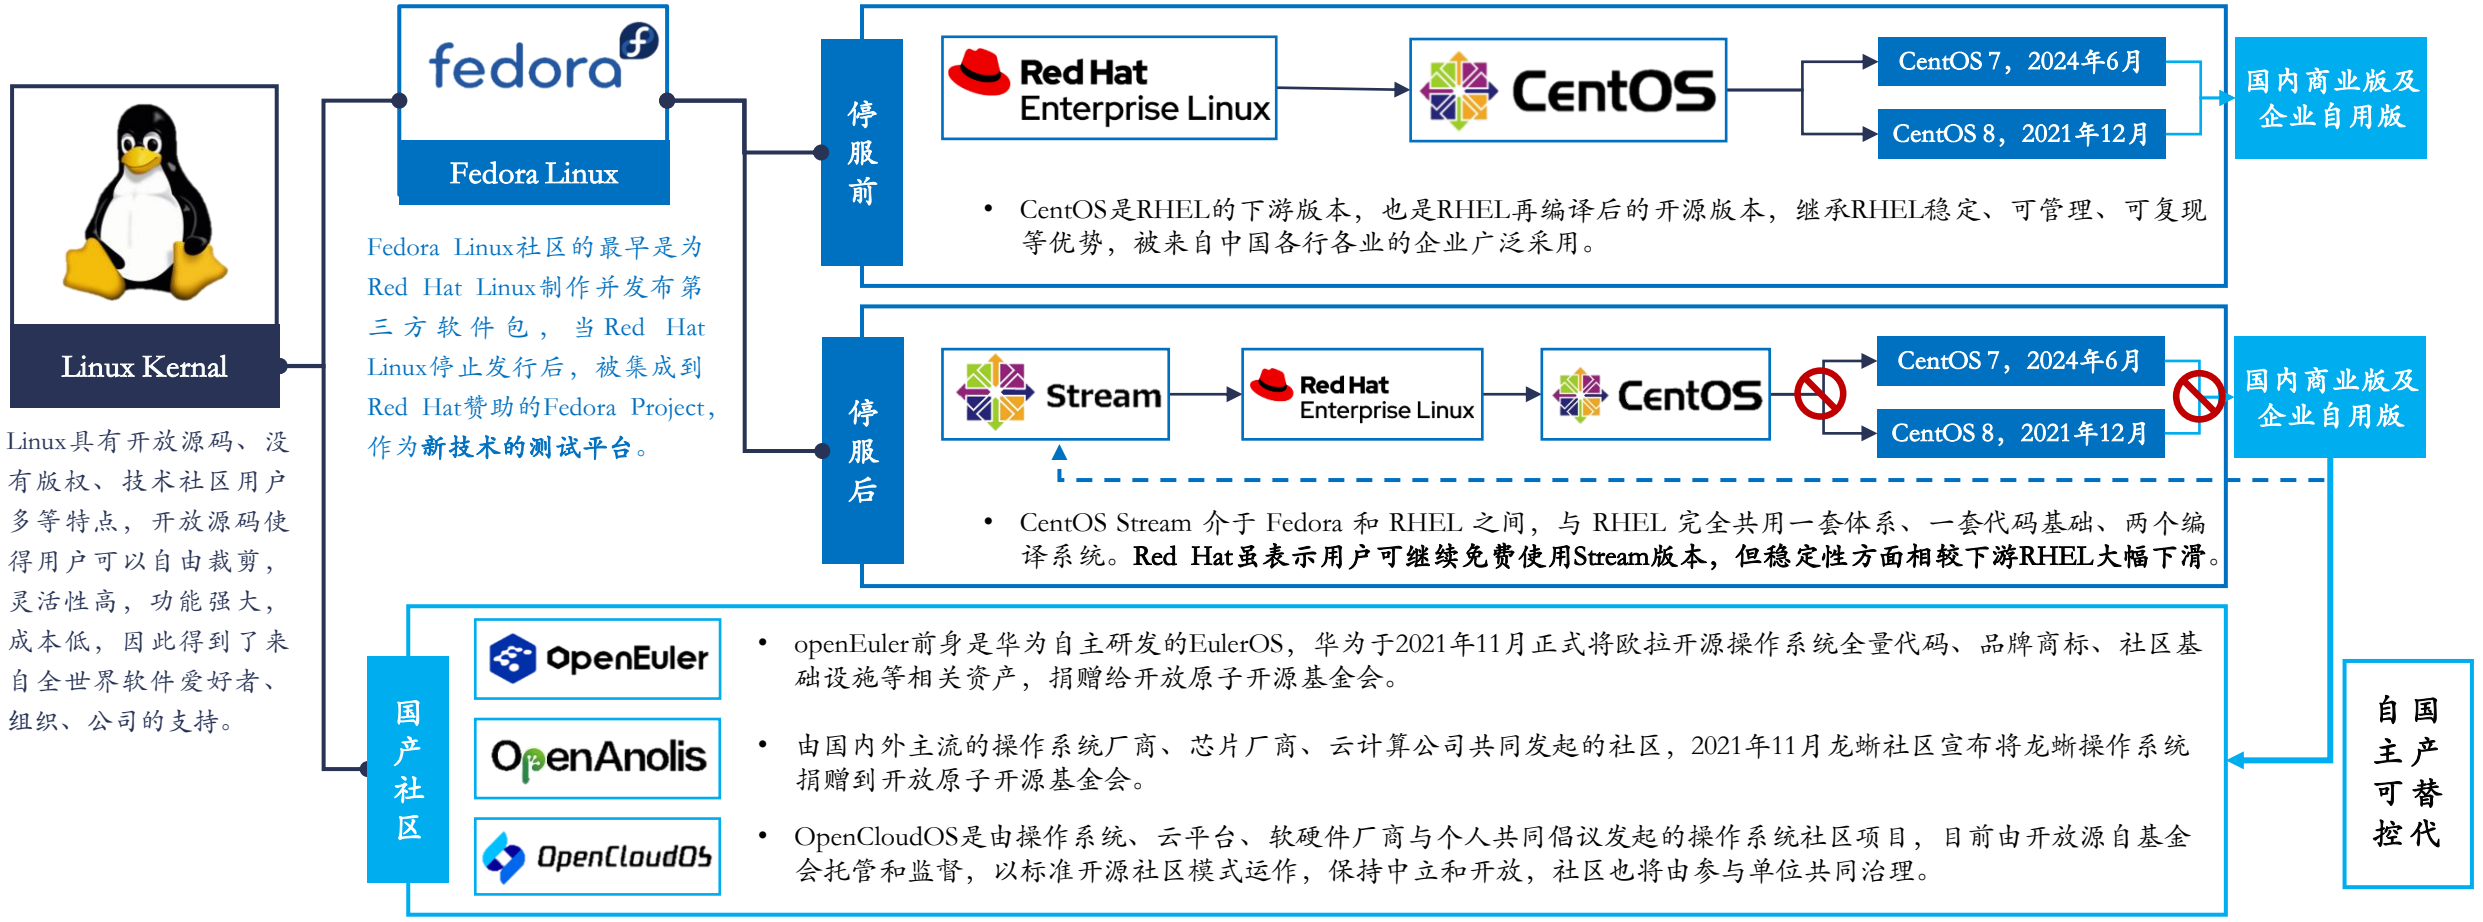 Linux Kernal
Linux具有开放源码、没
有版权、技术社区用户
多等特点，开放源码使
得用户可以自由裁剪，
灵活性高，功能强大，
成本低，因此得到了来
自全世界软件爱好者、
组织、公司的支持。
fedora
Fedora Linux
Fedora Linux社区的最早是为
Red Hat Linux制作并发布第
三方软件包，当Red Hat
Linux停止发行后，被集成到
Red Hat赞助的Fedora Project，
作为新技术的测试平台。
停服前
Red Hat
Enterprise Linux
CentOS
CentOS 7，2024年6月
CentOS 8，2021年12月
国内商业版及
企业自用版
• CentOS是RHEL的下游版本，也是RHEL再编译后的开源版本，继承RHEL稳定、可管理、可复现
等优势，被来自中国各行各业的企业广泛采用。
停服后
Stream
Red Hat
Enterprise Linux
CentOS
CentOS 7，2024年6月
CentOS 8，2021年12月
国内商业版及
企业自用版
• CentOS Stream 介于 Fedora 和 RHEL 之间，与 RHEL 完全共用一套体系、一套代码基础、两个编
译系统。Red Hat虽表示用户可继续免费使用Stream版本，但稳定性方面相较下游RHEL大幅下滑。
国产社区
OpenEuler
• openEuler前身是华为自主研发的EulerOS，华为于2021年11月正式将欧拉开源操作系统全量代码、品牌商标、社区基
础设施等相关资产，捐赠给开放原子开源基金会。
OpenAnolis
• 由国内外主流的操作系统厂商、芯片厂商、云计算公司共同发起的社区，2021年11月龙蜥社区宣布将龙蜥操作系统
捐赠到开放原子开源基金会。
OpenCloudOS
• OpenCloudOS是由操作系统、云平台、软硬件厂商与个人共同倡议发起的操作系统社区项目，目前由开放源自基金
会托管和监督，以标准开源社区模式运作，保持中立和开放，社区也将由参与单位共同治理。
国产替代
自主可控